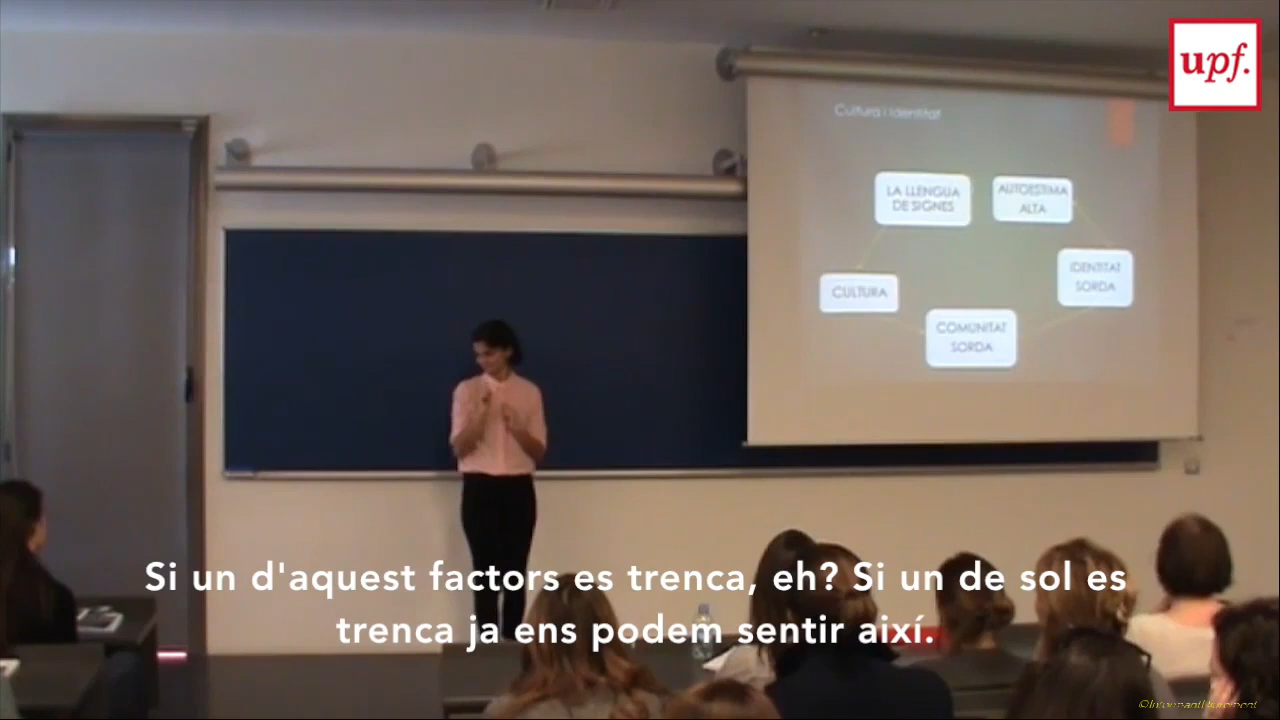 upf.
Cultura i Identitat
LA LLENGUA
DE SIGNES
AUTOESTIMA
ALTA
IDENTITAT
SORDA
CULTURA
COMUNITAT
SORDA
Si un d'aquest factors es trenca, eh? Si un de sol es
trenca ja ens podem sentir així.